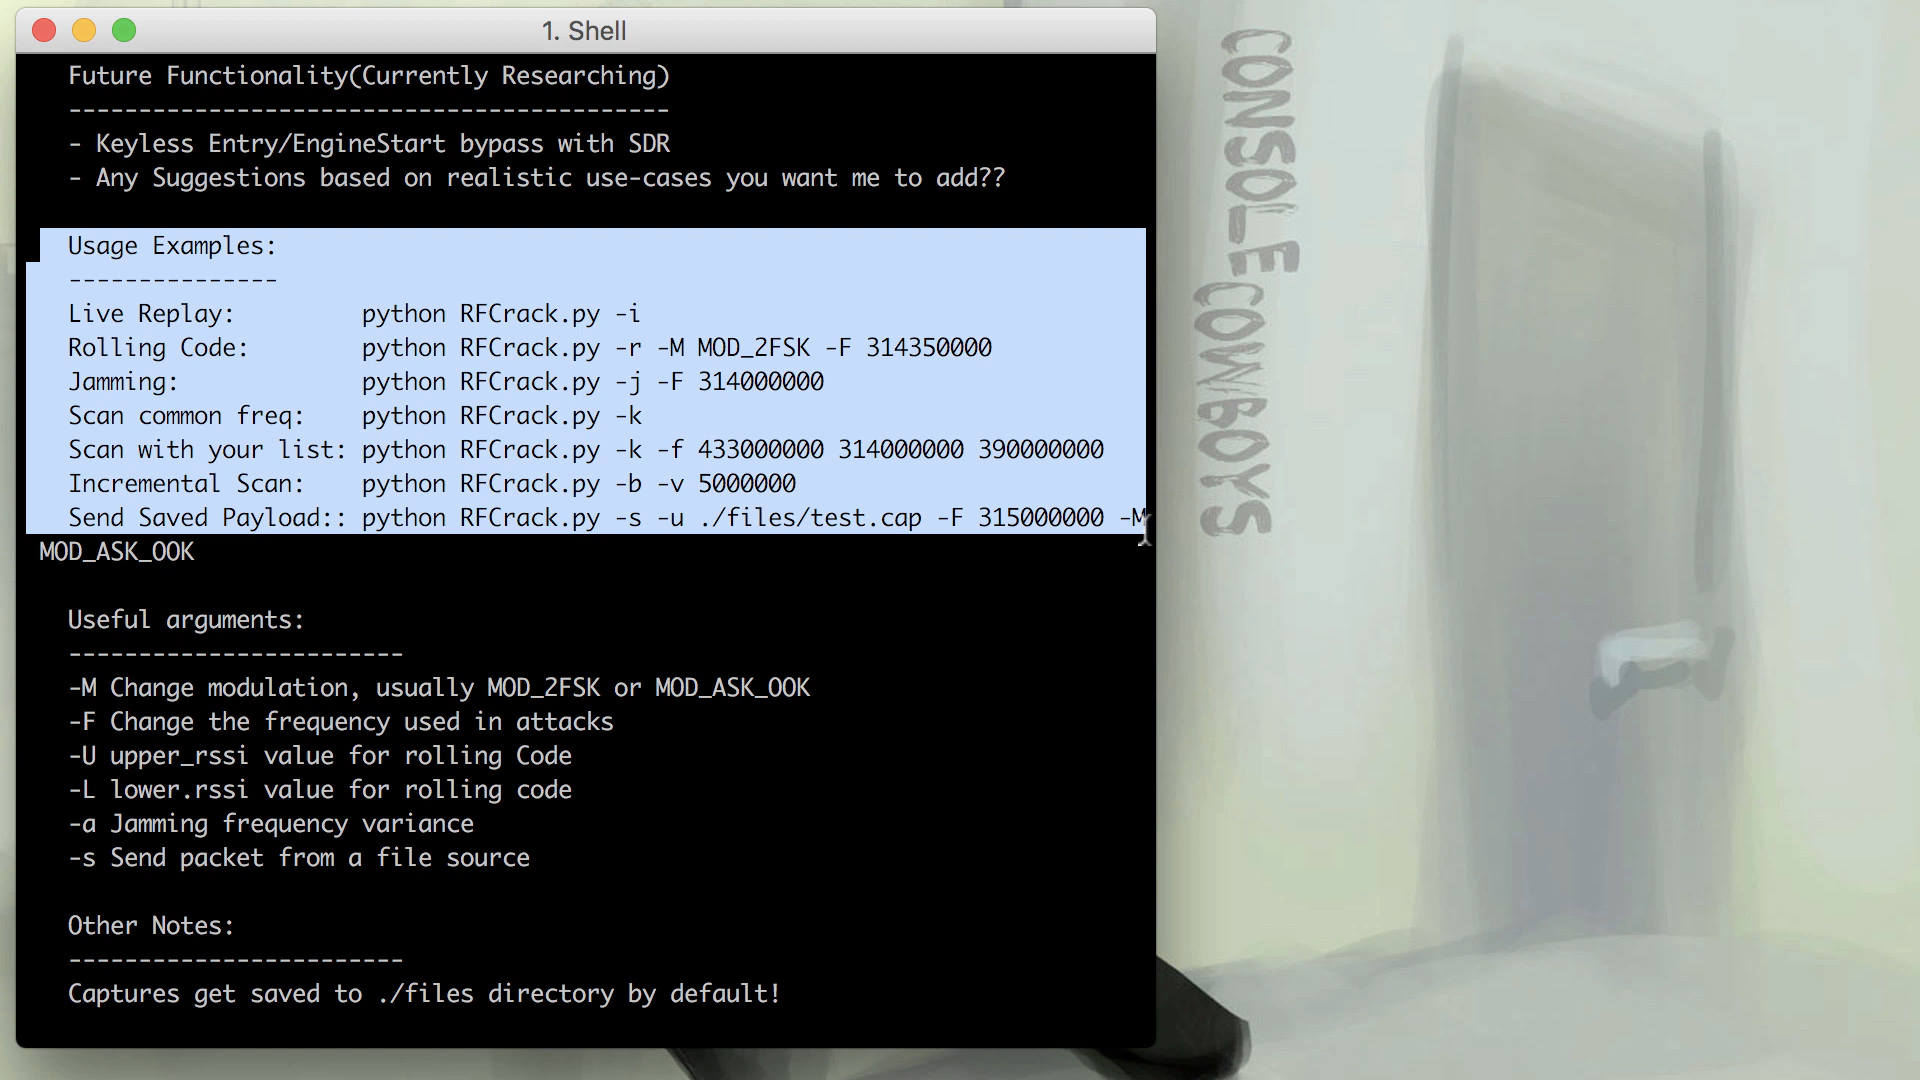 1. Shell
Future Functionality(Currently Researching)
-------------------------------------------
- Keyless Entry/EngineStart bypass with SDR
- Any Suggestions based on realistic use-cases you want me to add??
Usage Examples:
---------------
Live Replay: python RFCrack.py -i
Rolling Code: python RFCrack.py -r -M MOD_2FSK -F 314350000
Jamming: python RFCrack.py -j -F 314000000
Scan common freq: python RFCrack.py -k
Scan with your list: python RFCrack.py -k -f 433000000 314000000 390000000
Incremental Scan: python RFCrack.py -b -v 5000000
Send Saved Payload:: python RFCrack.py -s -u ./files/test.cap -F 315000000 -M
MOD_ASK_OOK
Useful arguments:
------------------------
-M Change modulation, usually MOD_2FSK or MOD_ASK_OOK
-F Change the frequency used in attacks
-U upper_rssi value for rolling Code
-L lower.rssi value for rolling code
-a Jamming frequency variance
-s Send packet from a file source
Other Notes:
------------------------
Captures get saved to ./files directory by default!
CONSOLE
COWBOYS